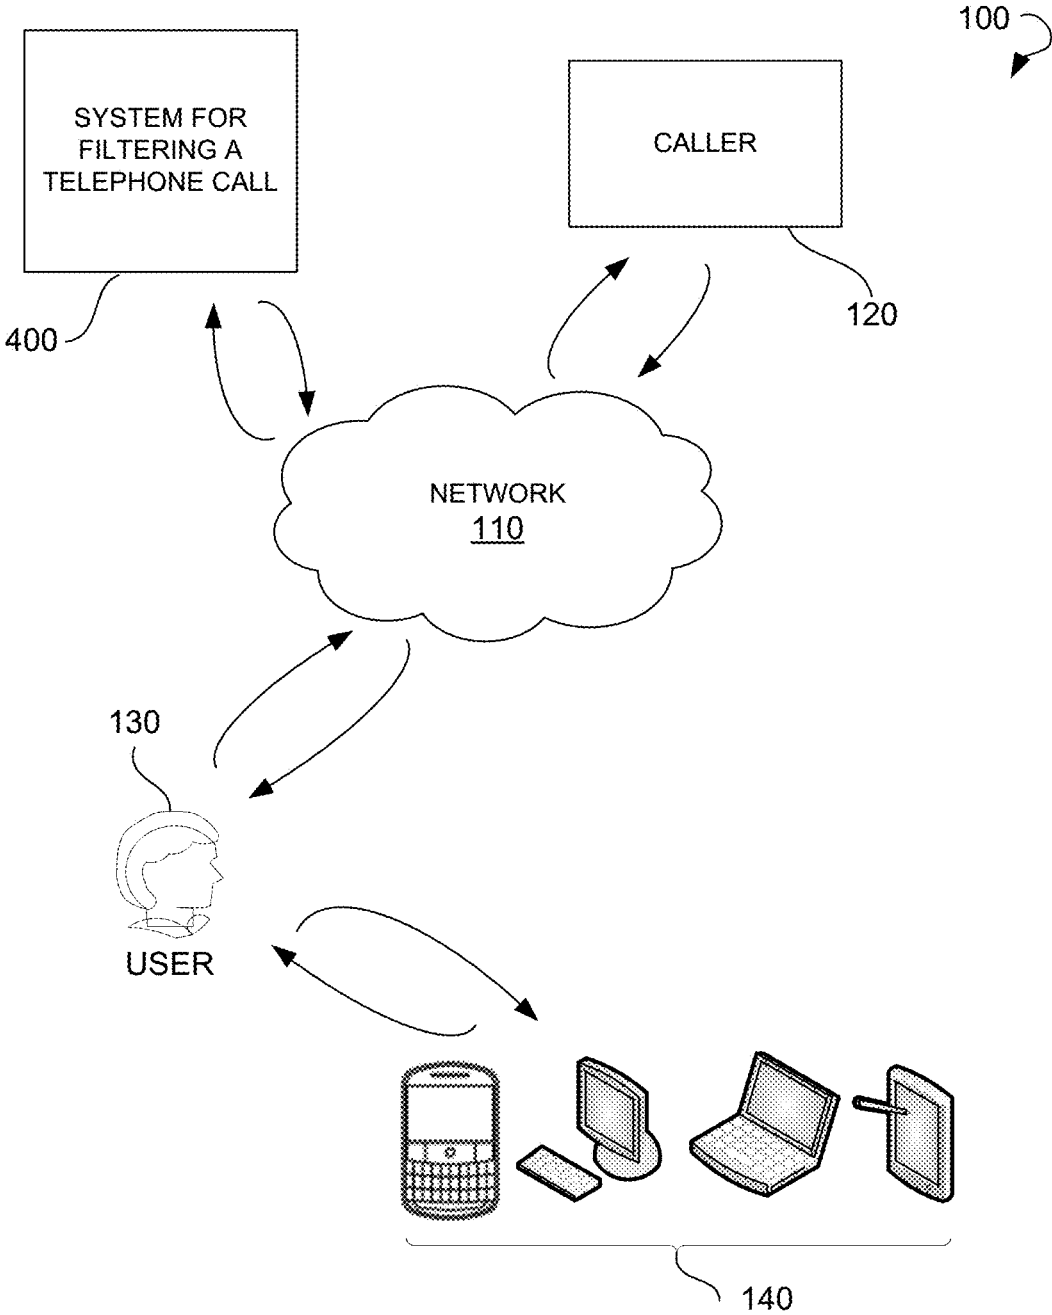 100
SYSTEM FOR
FILTERING A
TELEPHONE CALL
CALLER
400
120
NETWORK
110
130
USER
140